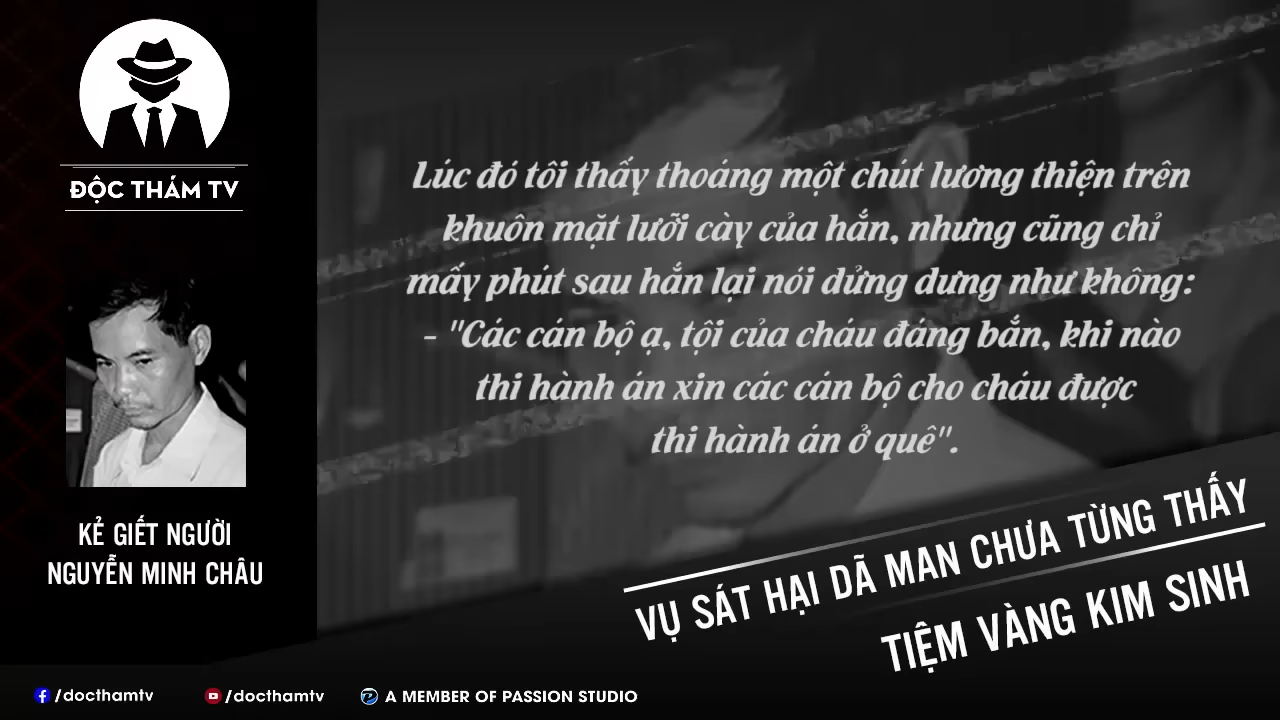 ĐỘC THÁM TV
Lúc đó tôi thấy thoáng một chút lương thiện trên
khuôn mặt lưỡi cày của hắn, nhưng cũng chỉ
mấy phút sau hắn lại nói dửng dưng như không:
- "Các cán bộ ạ, tội của cháu đáng bắn, khi nào
thi hành án xin các cán bộ cho cháu được
thi hành án ở quê".
KẺ GIẾT NGƯỜI
NGUYỄN MINH CHÂU
VỤ SÁT HẠI DÃ MAN CHƯA TỪNG THẤY
TIỆM VÀNG KIM SINH
/docthamtv
/docthamtv
A MEMBER OF PASSION STUDIO